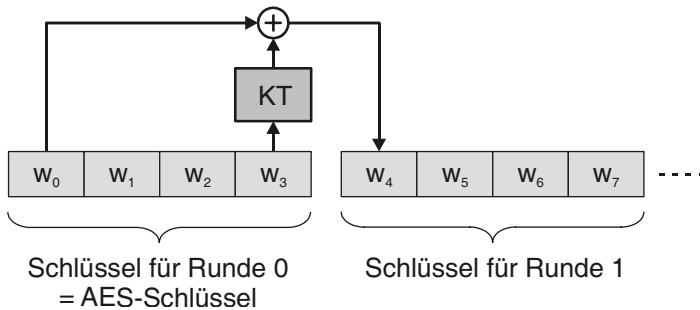 KT
w₀ w₁ w₂ w₃ w₄ w₅ w₆ w₇
Schlüssel für Runde 0
= AES-Schlüssel
Schlüssel für Runde 1